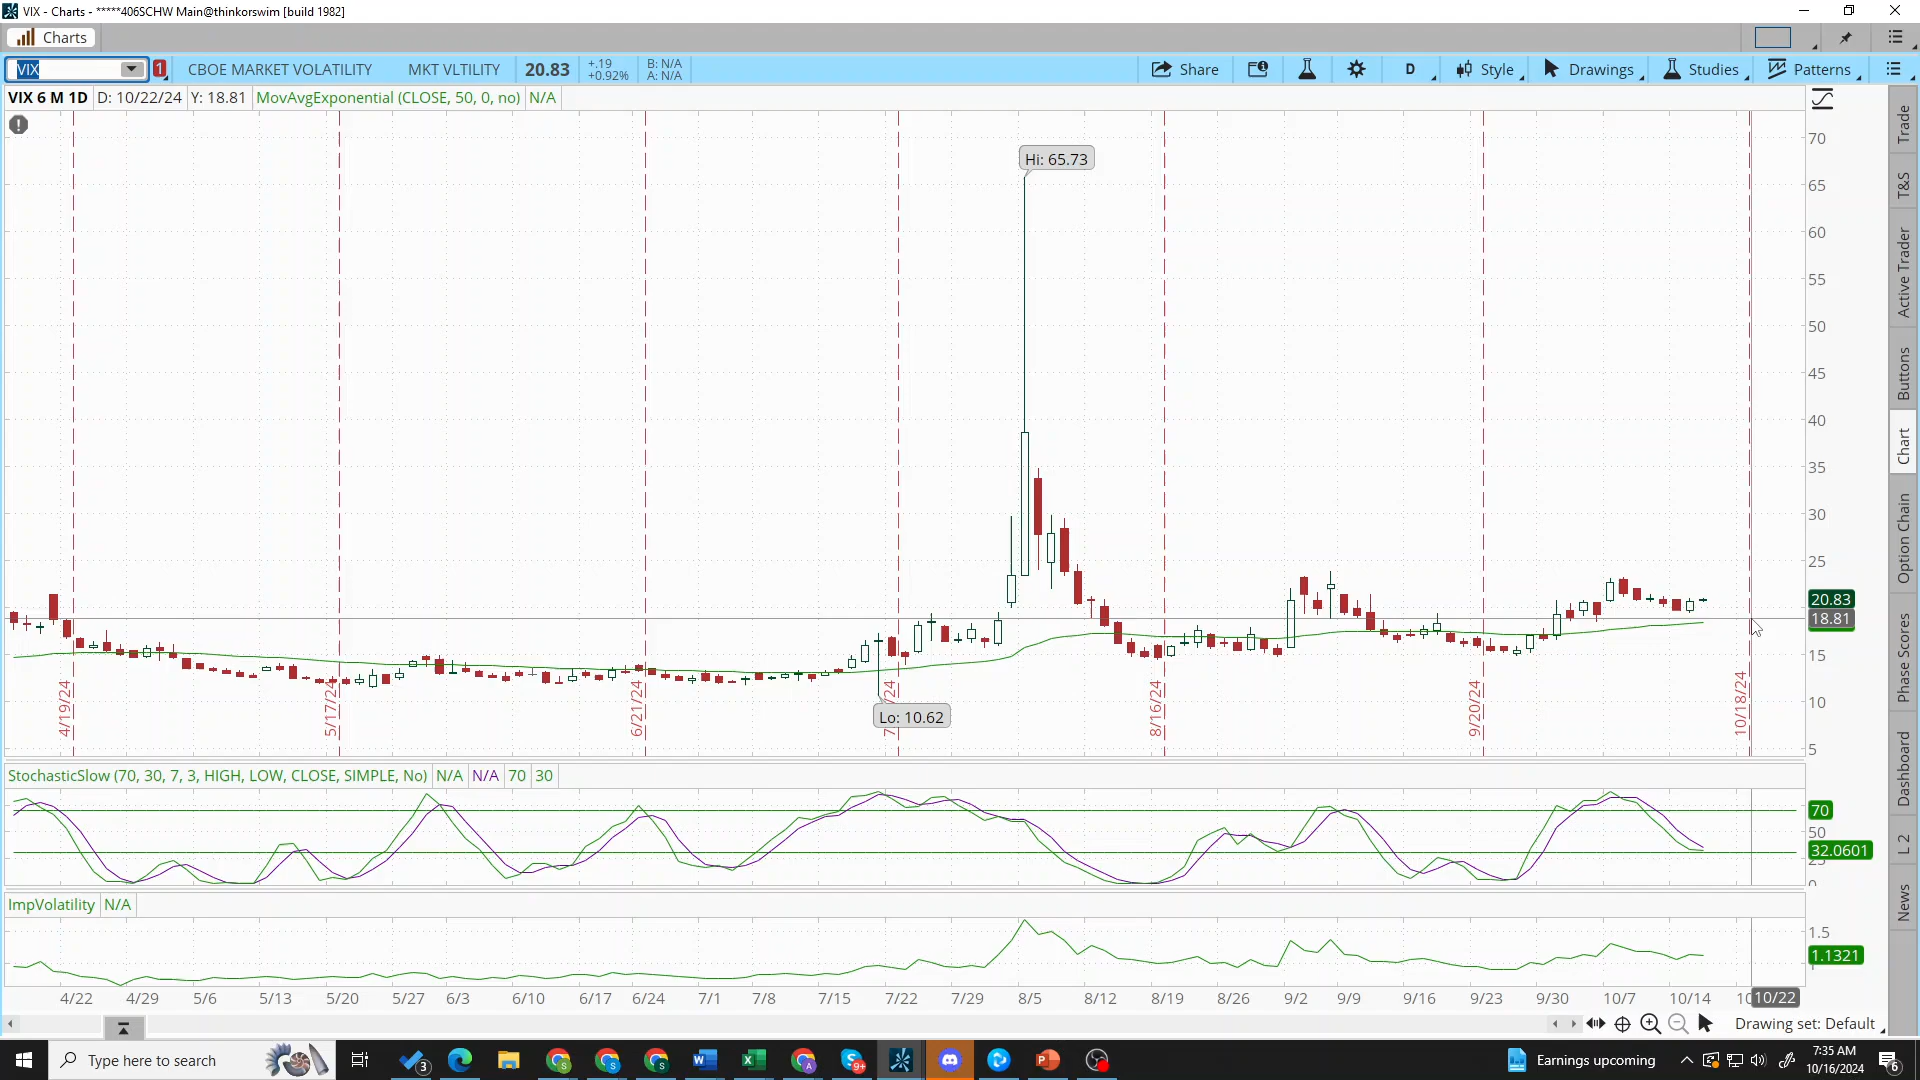 VIX - Charts - *****406SCHW Main@thinkorswim [build 1982]
Charts
VIX 1 CBOE MARKET VOLATILITY MKT VLTILITY 20.83 +.19 +0.92% B: N/A A: N/A Share D Style Drawings Studies Patterns
VIX 6 M 1D D: 10/22/24 Y: 18.81 MovAvgExponential (CLOSE, 50, 0, no) N/A
70
Hi: 65.73
65
60
55
50
45
40
35
30
25
20.83
18.81
15
10
5
Lo: 10.62
4/19/24
5/17/24
6/21/24
8/16/24
9/20/24
10/18/24
StochasticSlow (70, 30, 7, 3, HIGH, LOW, CLOSE, SIMPLE, No) N/A N/A 70 30
70
50
32.0601
0
ImpVolatility N/A
1.5
1.1321
4/22 4/29 5/6 5/13 5/20 5/27 6/3 6/10 6/17 6/24 7/1 7/8 7/15 7/22 7/29 8/5 8/12 8/19 8/26 9/2 9/9 9/16 9/23 9/30 10/7 10/14 10/22
Drawing set: Default
Trade
T&S
Active Trader
Buttons
Chart
Option Chain
Phase Scores
Dashboard
L 2
News
Type here to search
3
9+
Earnings upcoming
7:35 AM
10/16/2024
6